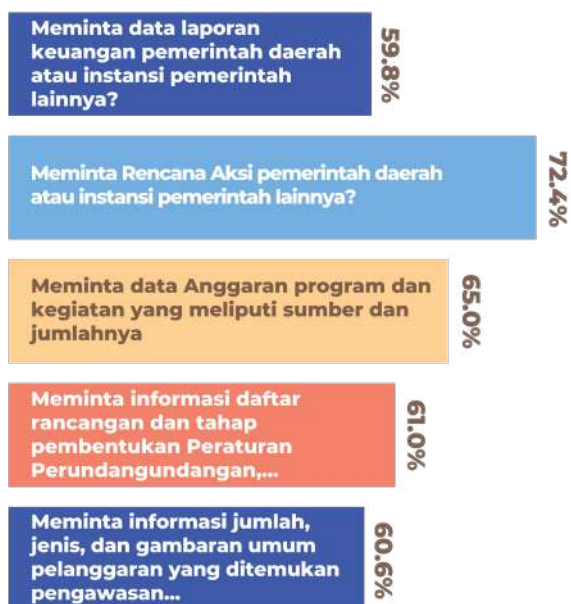 Meminta data laporan
keuangan pemerintah daerah
atau instansi pemerintah
lainnya?
59.8%
Meminta Rencana Aksi pemerintah daerah
atau instansi pemerintah lainnya?
72.4%
Meminta data Anggaran program dan
kegiatan yang meliputi sumber dan
jumlahnya
65.0%
Meminta informasi daftar
rancangan dan tahap
pembentukan Peraturan
Perundangundangan,...
61.0%
Meminta informasi jumlah,
jenis, dan gambaran umum
pelanggaran yang ditemukan
pengawasan...
60.6%